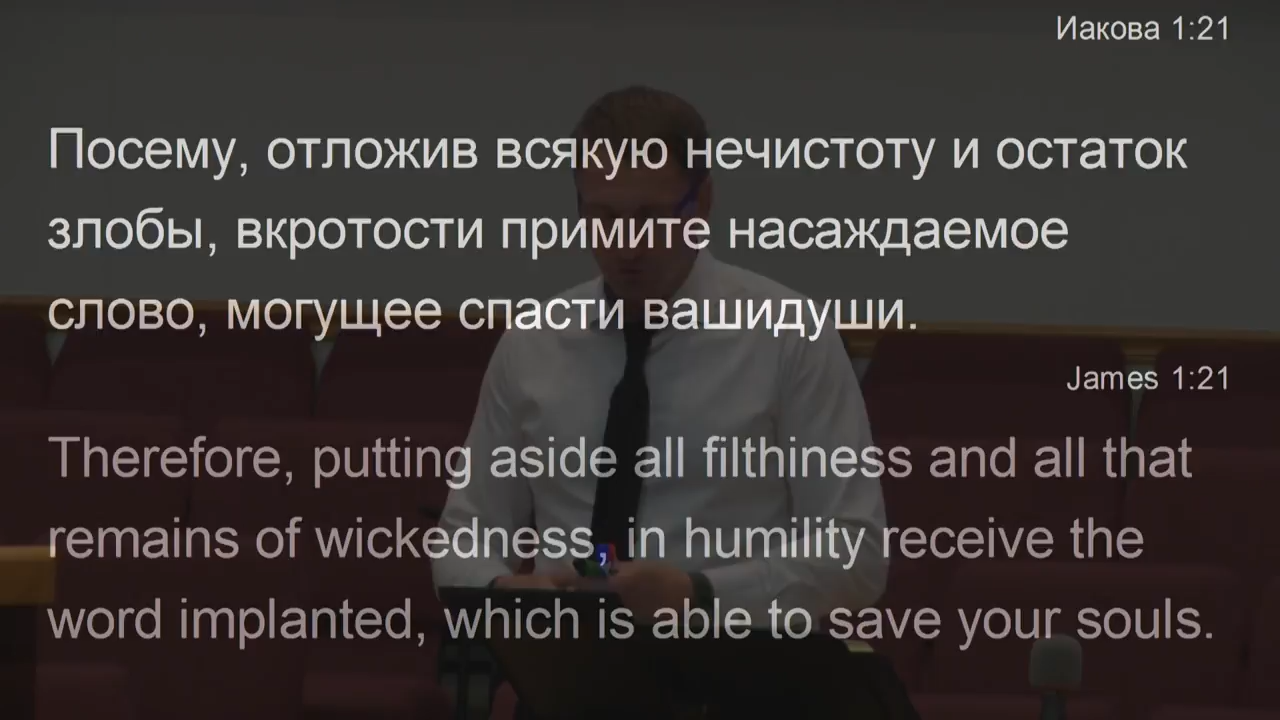 Иакова 1:21
Посему, отложив всякую нечистоту и остаток
злобы, вкротости примите насаждаемое
слово, могущее спасти вашидуши.
James 1:21
Therefore, putting aside all filthiness and all that
remains of wickedness, in humility receive the
word implanted, which is able to save your souls.